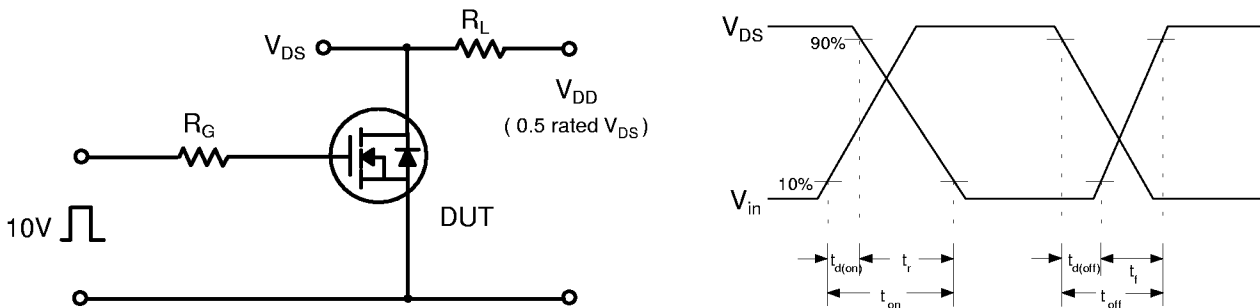 R_L
V_DS
V_DD
( 0.5 rated V_DS )
R_G
10V
DUT
V_DS
90%
10%
V_in
t_d(on)
t_r
t_on
t_d(off)
t_f
t_off